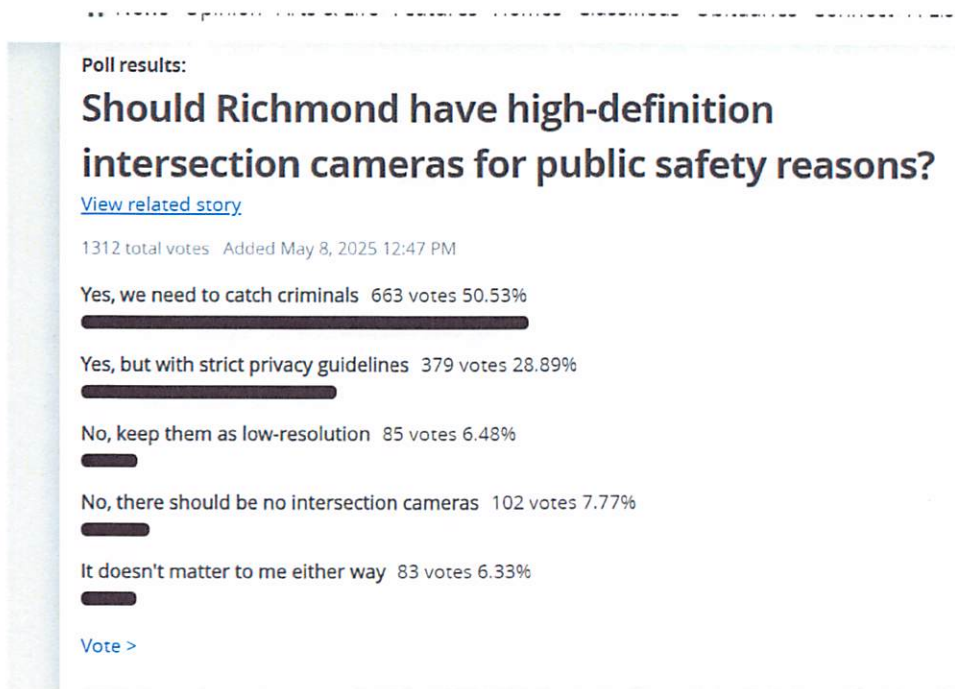 Poll results:
Should Richmond have high-definition
intersection cameras for public safety reasons?
View related story
1312 total votes Added May 8, 2025 12:47 PM
Yes, we need to catch criminals 663 votes 50.53%
Yes, but with strict privacy guidelines 379 votes 28.89%
No, keep them as low-resolution 85 votes 6.48%
No, there should be no intersection cameras 102 votes 7.77%
It doesn't matter to me either way 83 votes 6.33%
Vote >